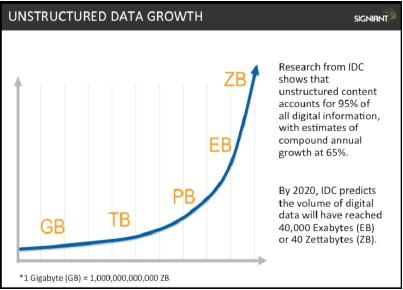 UNSTRUCTURED DATA GROWTH
SIGNIANT
ZB
EB
PB
TB
GB
Research from IDC
shows that
unstructured content
accounts for 95% of
all digital information,
with estimates of
compound annual
growth at 65%.
By 2020, IDC predicts
the volume of digital
data will have reached
40,000 Exabytes (EB)
or 40 Zettabytes (ZB).
*1 Gigabyte (GB) = 1,000,000,000,000 ZB